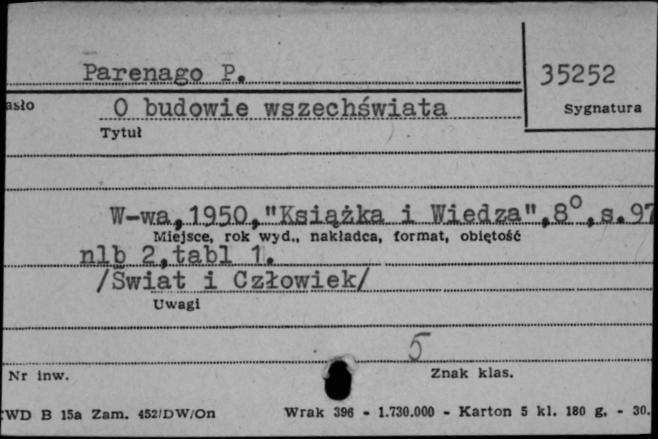 Parenago P.
35252
asło
O budowie wszechświata
Sygnatura
Tytuł
W-wa,1950,"Książka i Wiedza",8°,s.97
Miejsce, rok wyd., nakładca, format, objętość
nlb 2,tabl 1.
/Świat i Człowiek/
Uwagi
5
Nr inw.
Znak klas.
CWD B 15a Zam. 452/DW/On Wrak 396 - 1.730.000 - Karton 5 kl. 180 g. - 30.